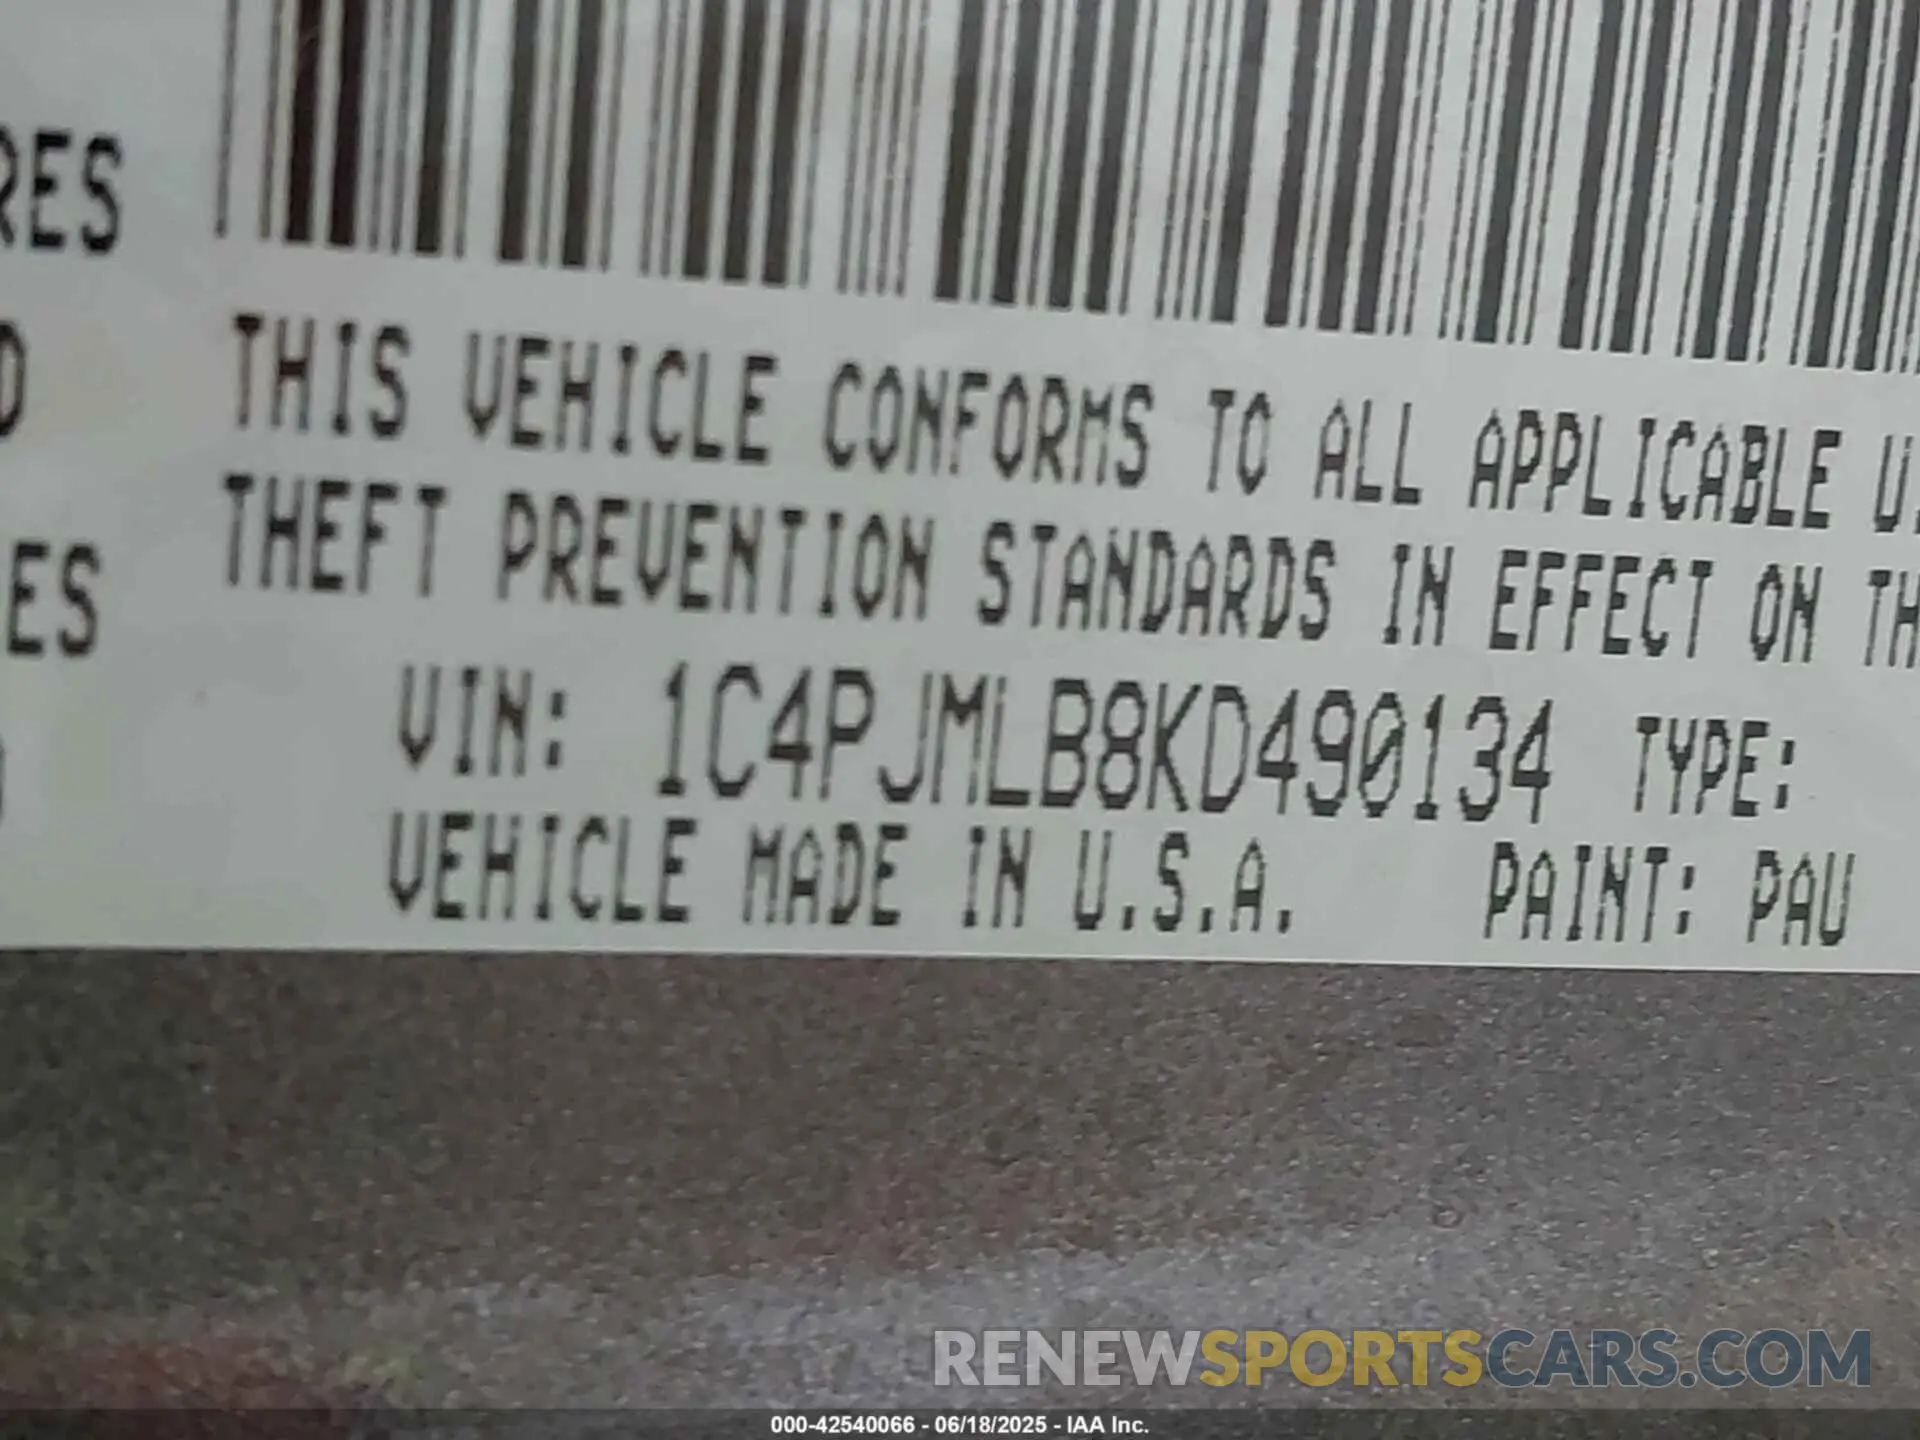 RES
THIS VEHICLE CONFORMS TO ALL APPLICABLE U.
THEFT PREVENTION STANDARDS IN EFFECT ON TH
ES
VIN: 1C4PJMLB8KD490134 TYPE:
VEHICLE MADE IN U.S.A. PAINT: PAU
RENEWSPORTSCARS.COM
000-42540066 - 06/18/2025 - IAA Inc.